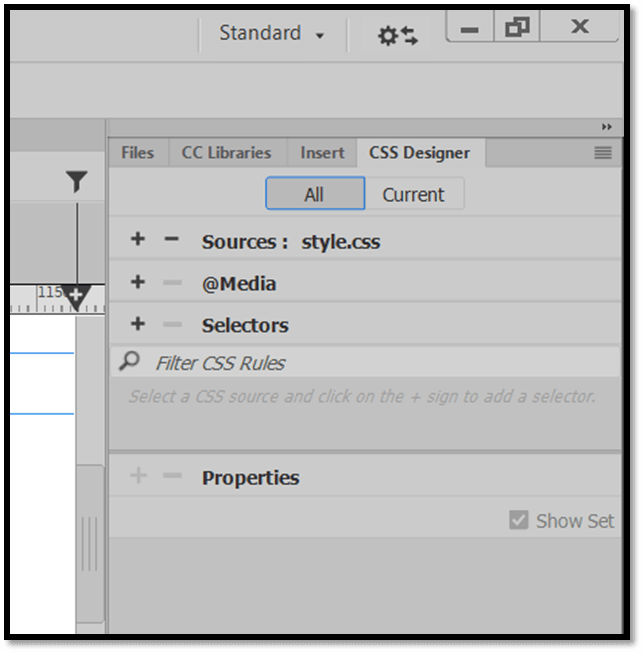 Standard
Files CC Libraries Insert CSS Designer
All Current
Sources : style.css
@Media
Selectors
115
Filter CSS Rules
Select a CSS source and click on the + sign to add a selector.
Properties
Show Set